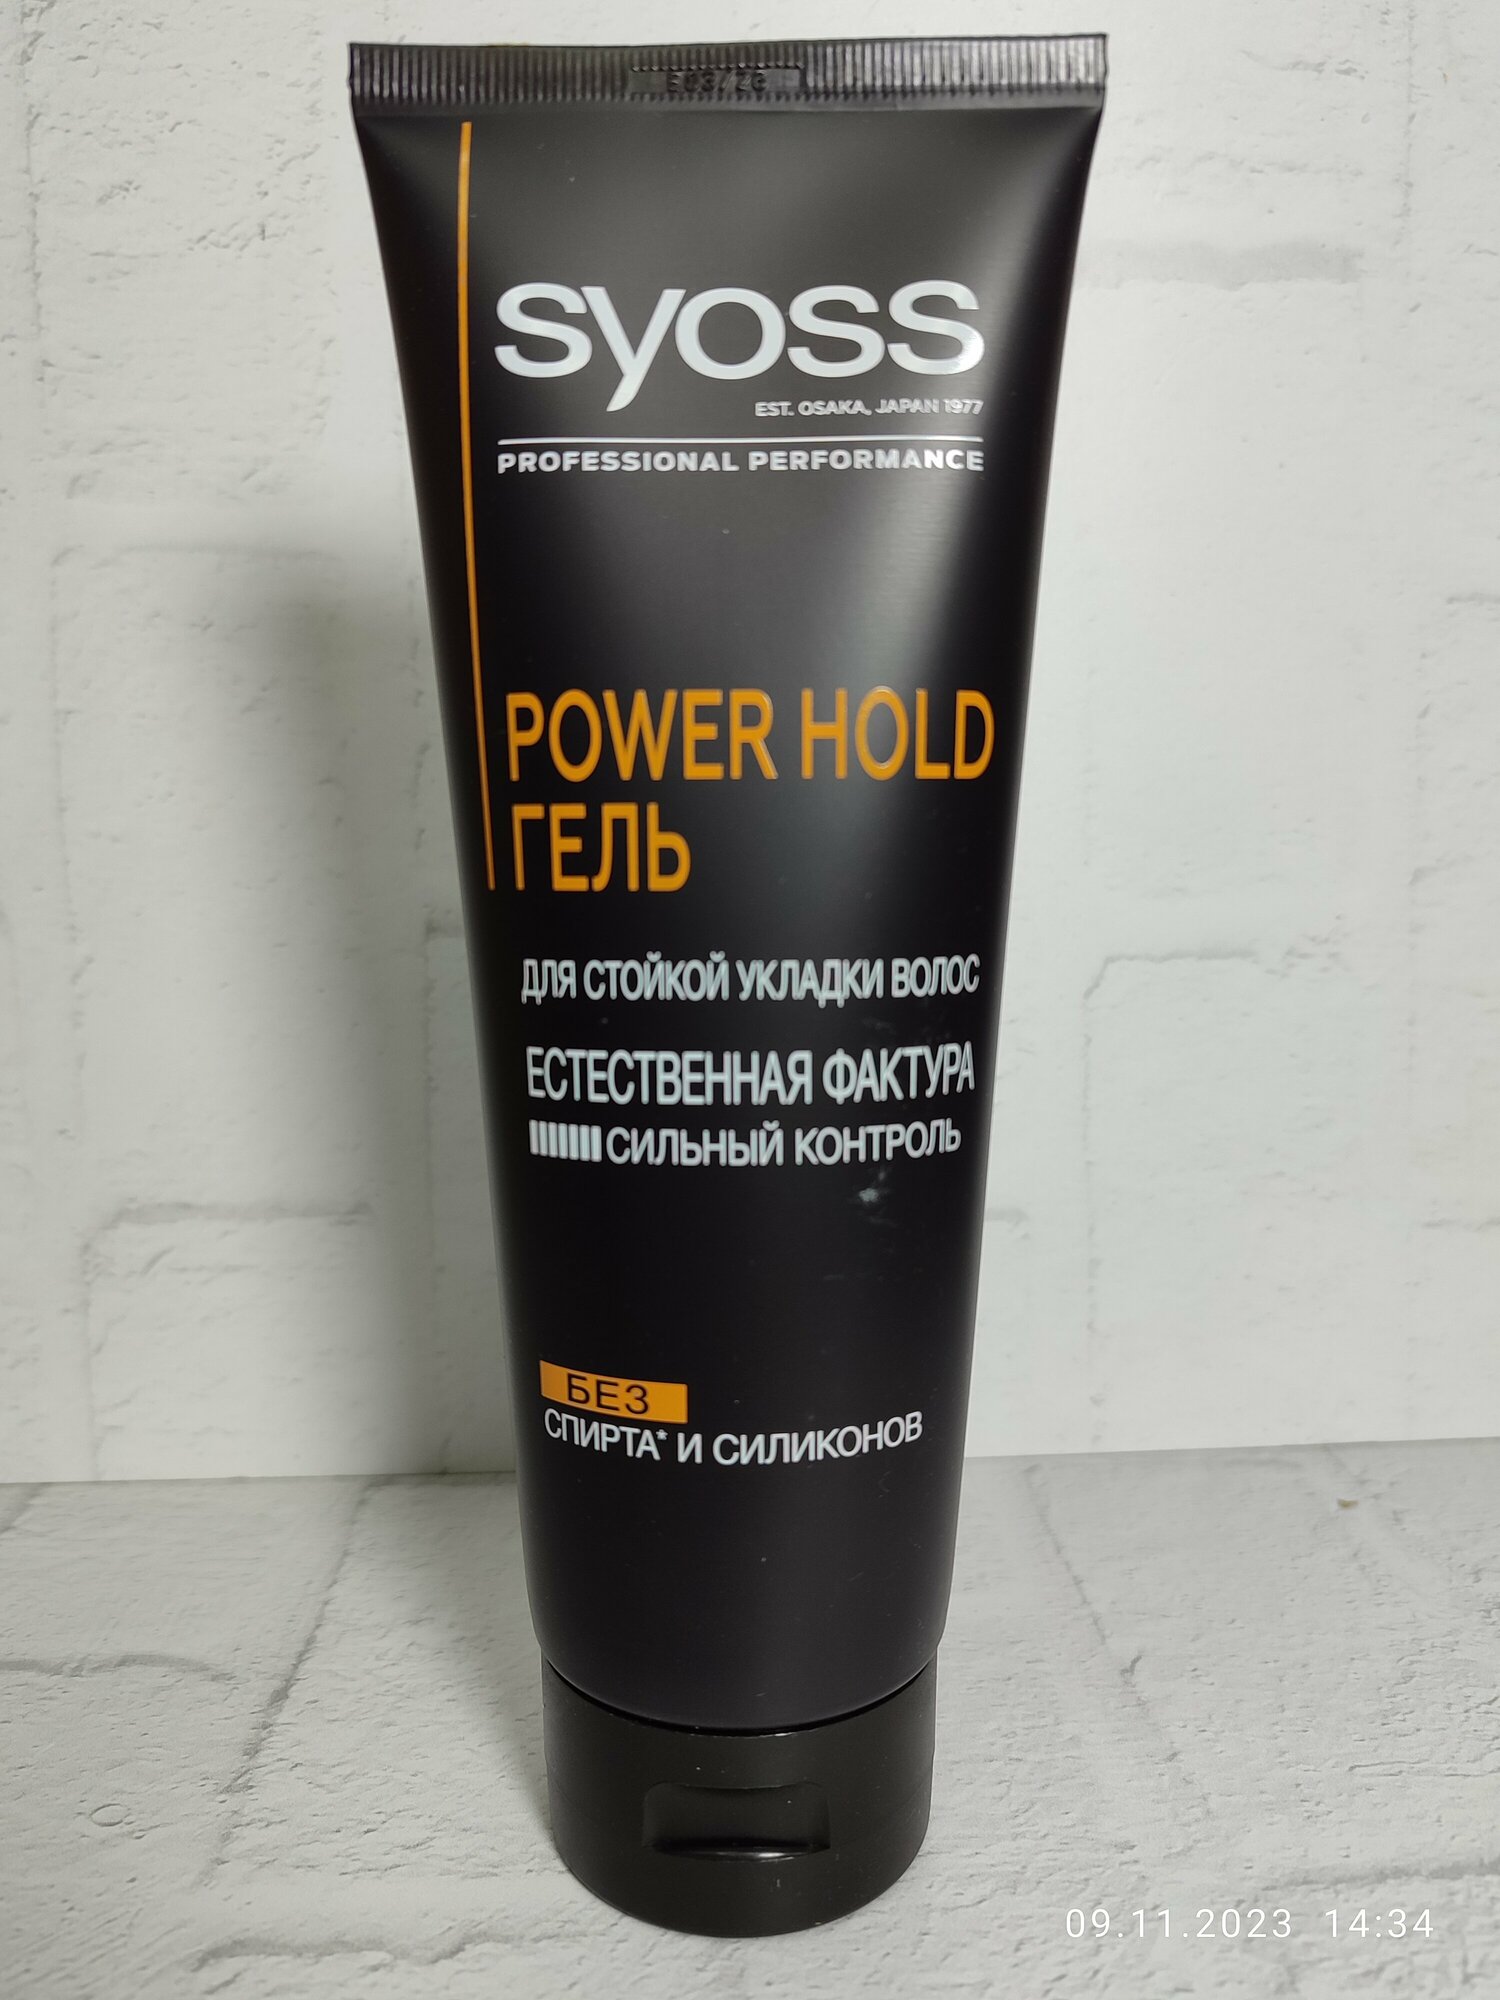 syoss
EST. OSAKA, JAPAN 1977
PROFESSIONAL PERFORMANCE
POWER HOLD
ГЕЛЬ
ДЛЯ СТОЙКОЙ УКЛАДКИ ВОЛОС
ЕСТЕСТВЕННАЯ ФАКТУРА
СИЛЬНЫЙ КОНТРОЛЬ
БЕЗ
СПИРТА* И СИЛИКОНОВ
09.11.2023 14:34